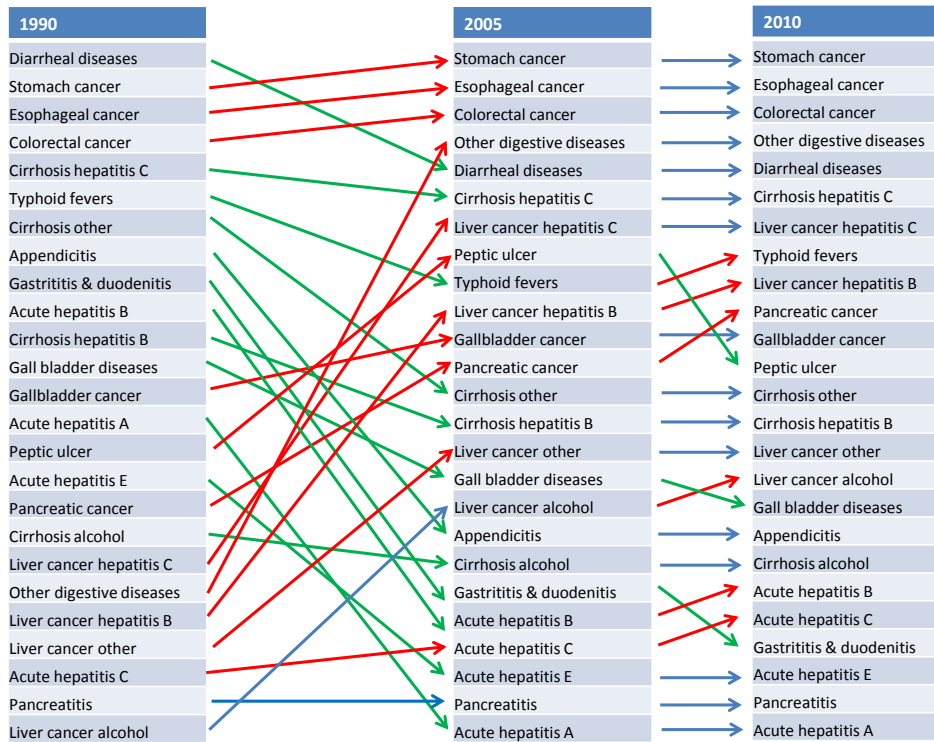 1990
Diarrheal diseases
Stomach cancer
Esophageal cancer
Colorectal cancer
Cirrhosis hepatitis C
Typhoid fevers
Cirrhosis other
Appendicitis
Gastrititis & duodenitis
Acute hepatitis B
Cirrhosis hepatitis B
Gall bladder diseases
Gallbladder cancer
Acute hepatitis A
Peptic ulcer
Acute hepatitis E
Pancreatic cancer
Cirrhosis alcohol
Liver cancer hepatitis C
Other digestive diseases
Liver cancer hepatitis B
Liver cancer other
Acute hepatitis C
Pancreatitis
Liver cancer alcohol
2005
Stomach cancer
Esophageal cancer
Colorectal cancer
Other digestive diseases
Diarrheal diseases
Cirrhosis hepatitis C
Liver cancer hepatitis C
Peptic ulcer
Typhoid fevers
Liver cancer hepatitis B
Gallbladder cancer
Pancreatic cancer
Cirrhosis other
Cirrhosis hepatitis B
Liver cancer other
Gall bladder diseases
Liver cancer alcohol
Appendicitis
Cirrhosis alcohol
Gastrititis & duodenitis
Acute hepatitis B
Acute hepatitis C
Acute hepatitis E
Pancreatitis
Acute hepatitis A
2010
Stomach cancer
Esophageal cancer
Colorectal cancer
Other digestive diseases
Diarrheal diseases
Cirrhosis hepatitis C
Liver cancer hepatitis C
Typhoid fevers
Liver cancer hepatitis B
Pancreatic cancer
Gallbladder cancer
Peptic ulcer
Cirrhosis other
Cirrhosis hepatitis B
Liver cancer other
Liver cancer alcohol
Gall bladder diseases
Appendicitis
Cirrhosis alcohol
Acute hepatitis B
Acute hepatitis C
Gastrititis & duodenitis
Acute hepatitis E
Pancreatitis
Acute hepatitis A